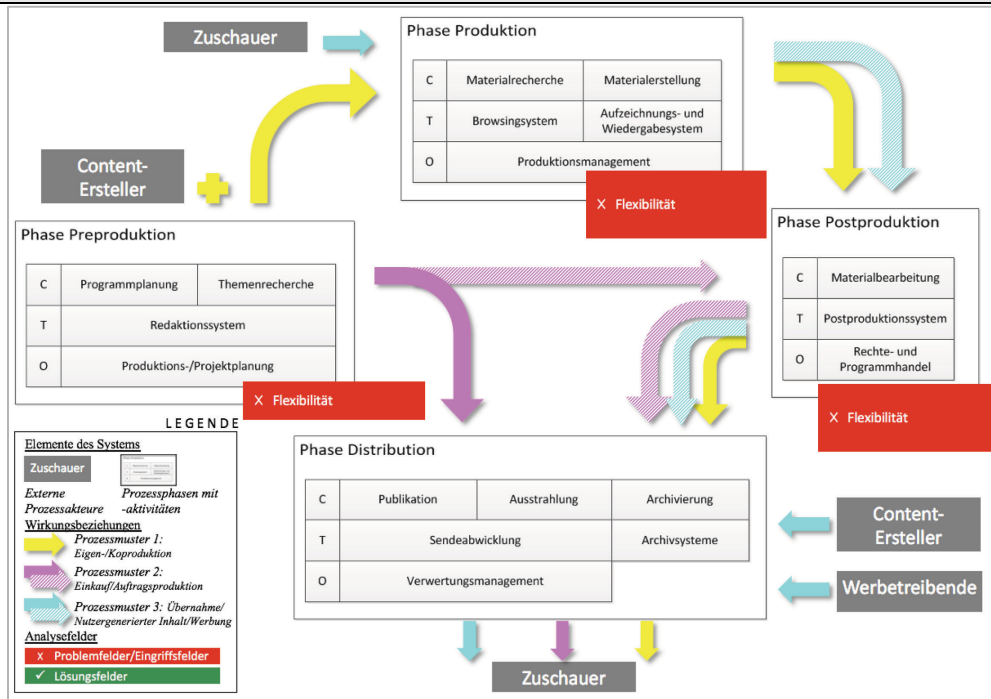 Zuschauer
Phase Produktion
C
Materialrecherche
Materialerstellung
T
Browsingsystem
Aufzeichnungs- und
Wiedergabesystem
O
Produktionsmanagement
X Flexibilität
Content-
Ersteller
Phase Preproduktion
C
Programmplanung
Themenrecherche
T
Redaktionssystem
O
Produktions-/Projektplanung
X Flexibilität
Phase Postproduktion
C
Materialbearbeitung
T
Postproduktionssystem
O
Rechte- und
Programmhandel
X Flexibilität
LEGENDE
Elemente des Systems
Zuschauer
Externe
Prozessakteure
Prozessphasen mit
-aktivitäten
Wirkungsbeziehungen
Prozessmuster 1:
Eigen-/Koproduktion
Prozessmuster 2:
Einkauf/Auftragsproduktion
Prozessmuster 3: Übernahme/
Nutzergenerierter Inhalt/Werbung
Analysefelder
X Problemfelder/Eingriffsfelder
✓ Lösungsfelder
Phase Distribution
C
Publikation
Ausstrahlung
Archivierung
T
Sendeabwicklung
Archivsysteme
O
Verwertungsmanagement
Content-
Ersteller
Werbetreibende
Zuschauer